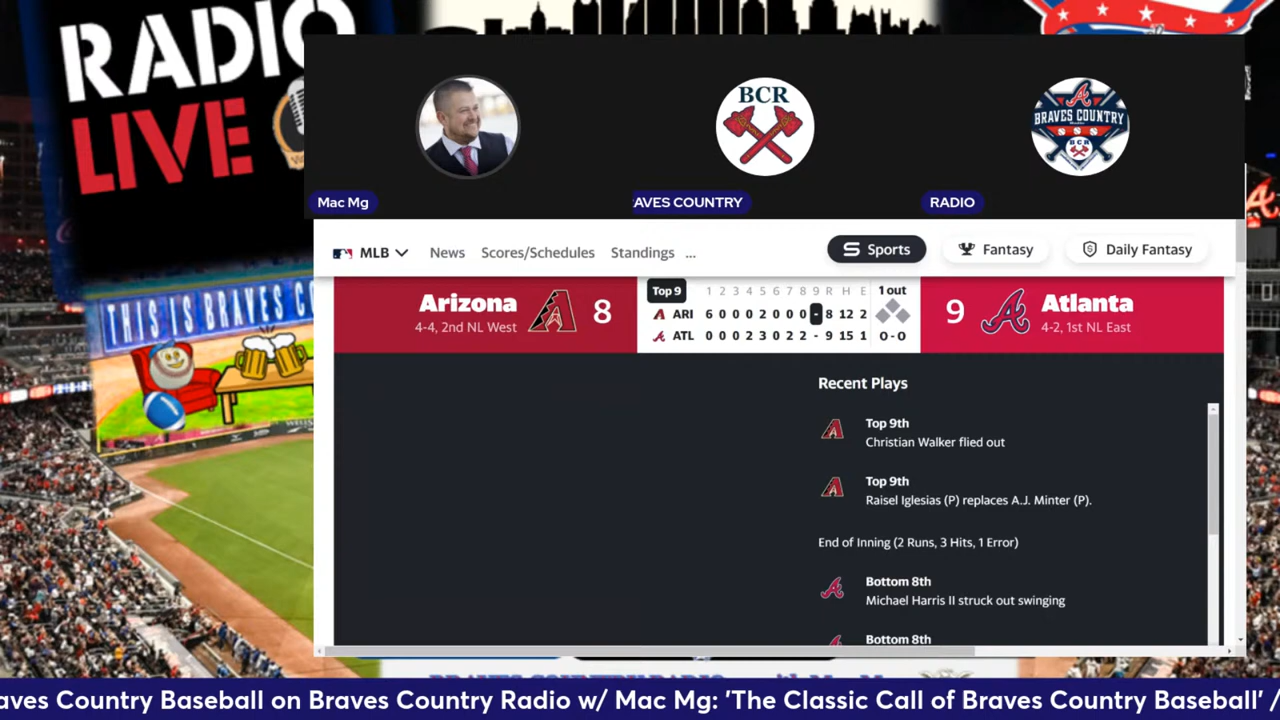 RADIO
LIVE
THIS IS BRAVES CO
BCR
BRAVES COUNTRY
BCR
Mac Mg
AVES COUNTRY
RADIO
MLB News Scores/Schedules Standings ...
S Sports Fantasy Daily Fantasy
Arizona
4-4, 2nd NL West
8
Top 9 1 2 3 4 5 6 7 8 9 R H E
ARI 6 0 0 0 2 0 0 0 - 8 12 2
ATL 0 0 0 2 3 0 2 2 - 9 15 1
1 out
0 - 0
9
Atlanta
4-2, 1st NL East
Recent Plays
Top 9th
Christian Walker flied out
Top 9th
Raisel Iglesias (P) replaces A.J. Minter (P).
End of Inning (2 Runs, 3 Hits, 1 Error)
Bottom 8th
Michael Harris II struck out swinging
Bottom 8th
aves Country Baseball on Braves Country Radio w/ Mac Mg: 'The Classic Call of Braves Country Baseball' /